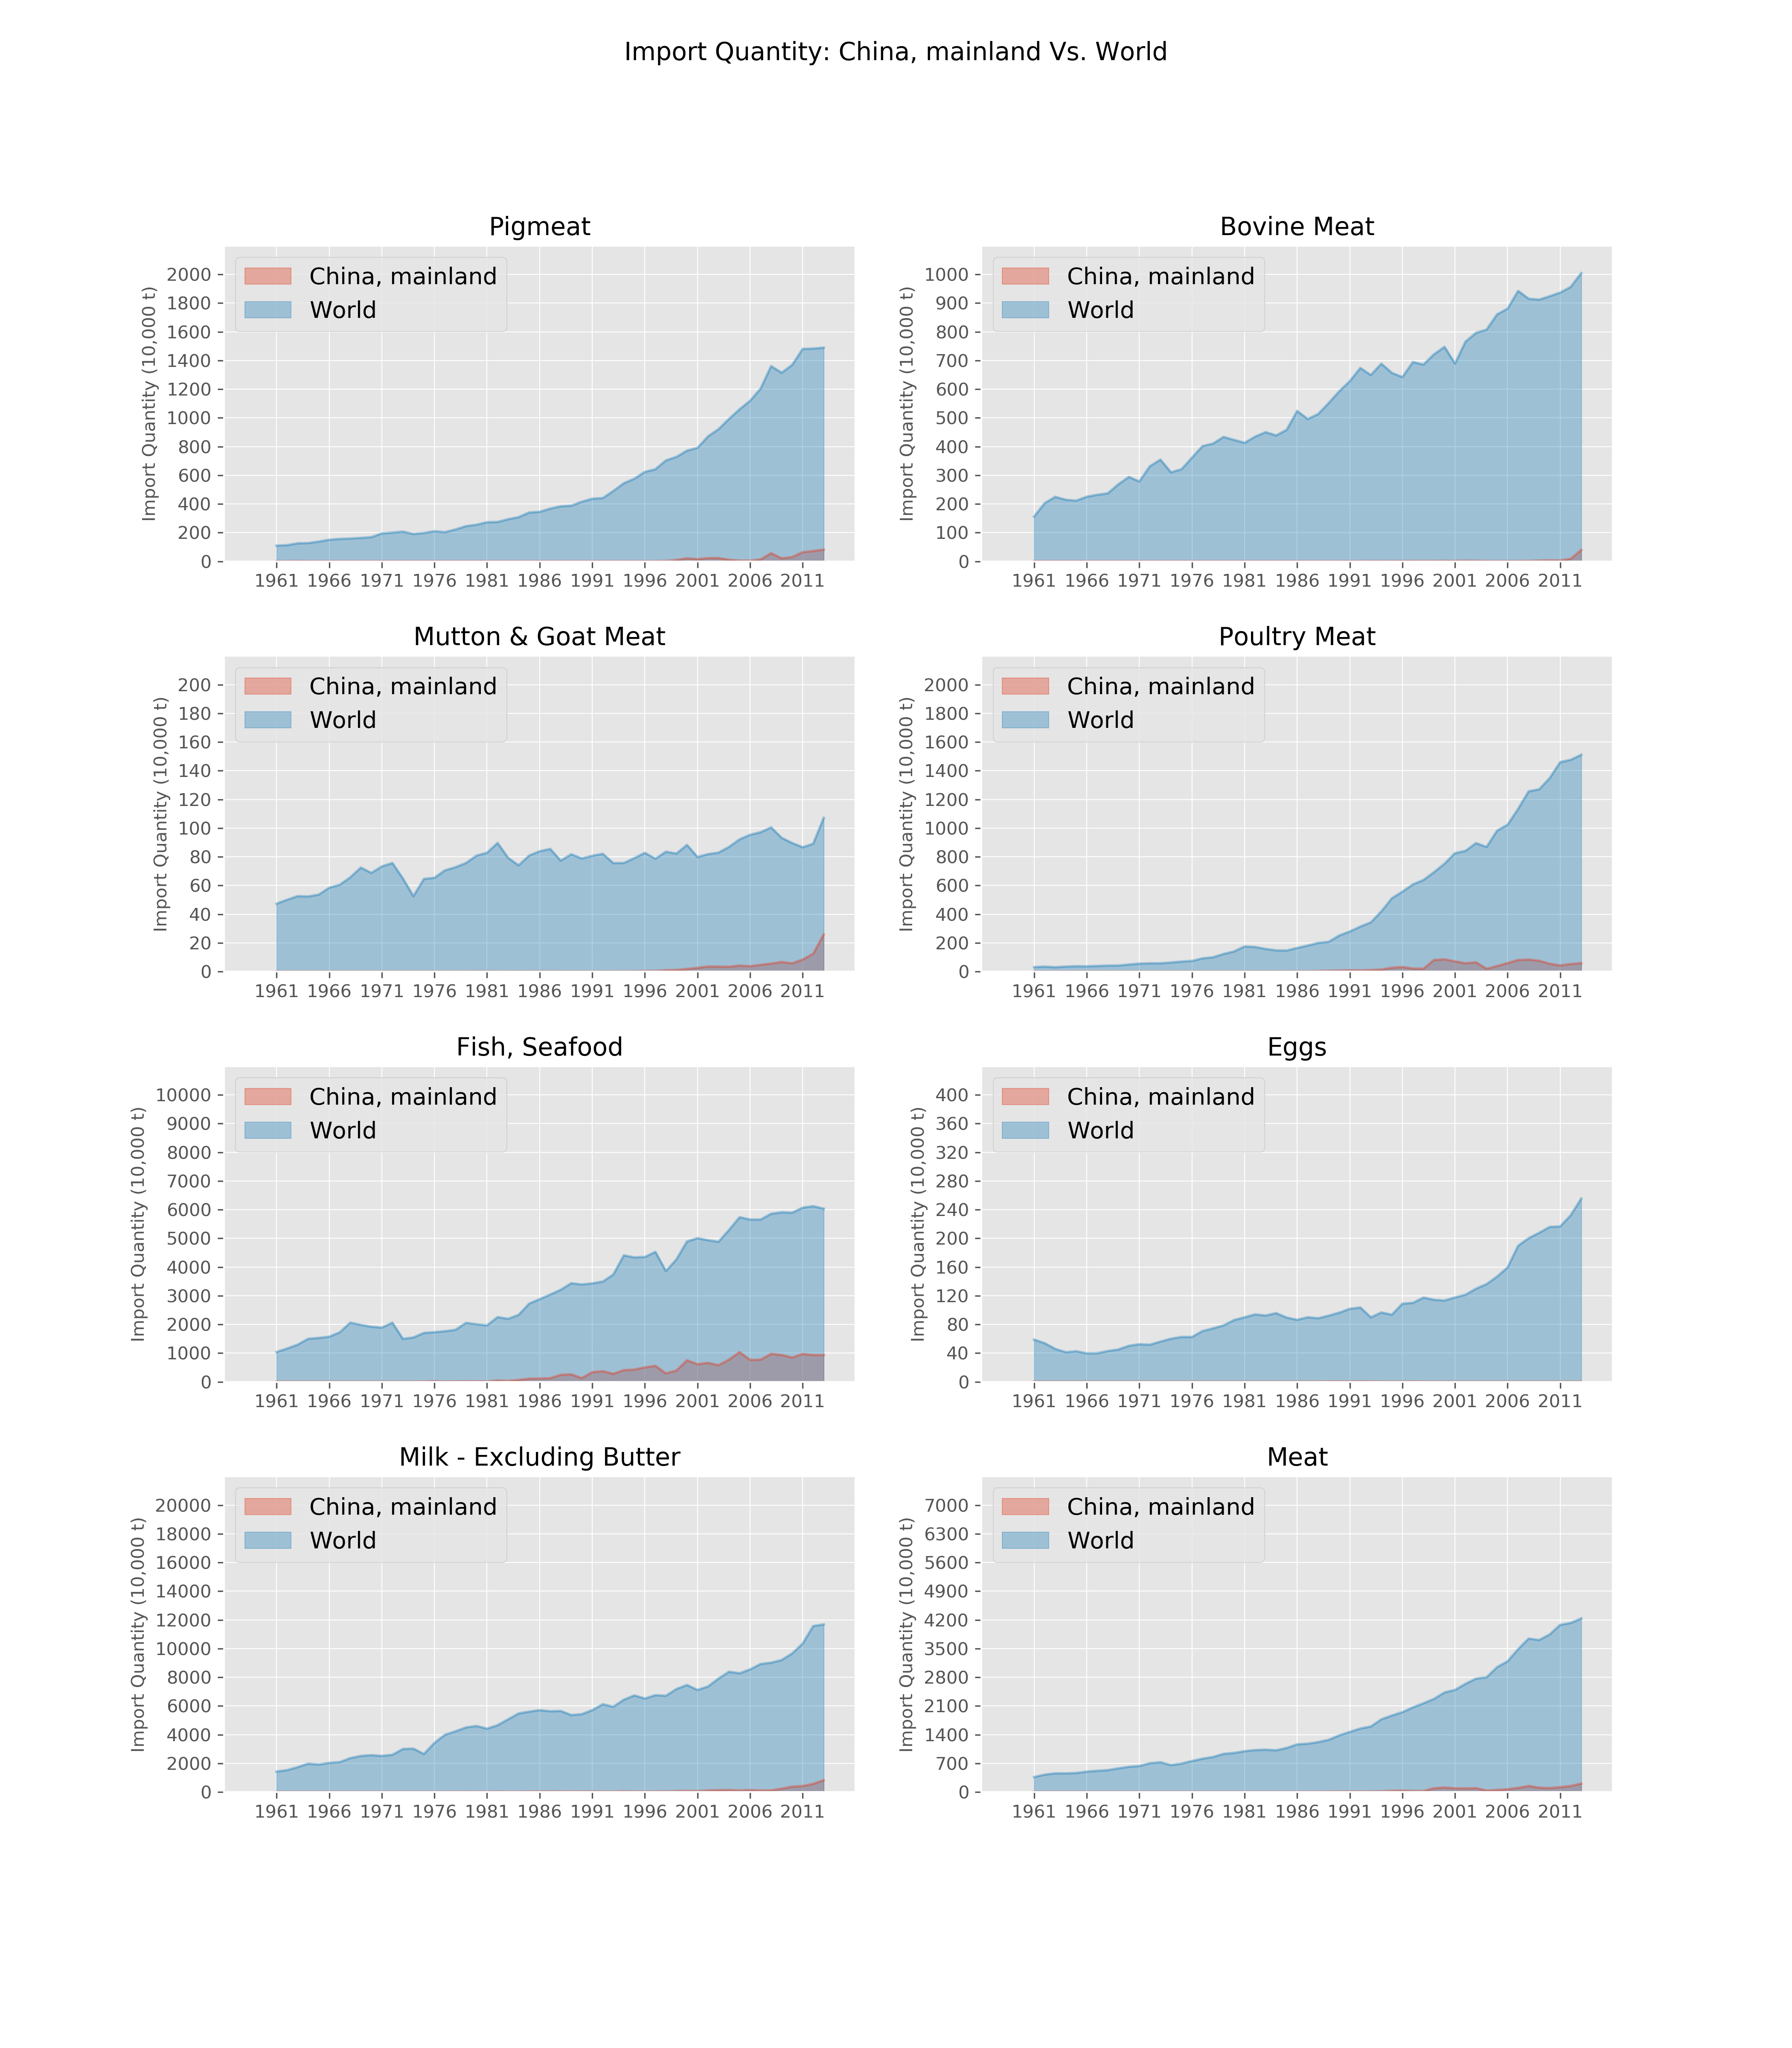 Import Quantity: China, mainland Vs. World
Pigmeat
Import Quantity (10,000 t)
2000
1800
1600
1400
1200
1000
800
600
400
200
0
China, mainland
World
1961 1966 1971 1976 1981 1986 1991 1996 2001 2006 2011
Bovine Meat
Import Quantity (10,000 t)
1000
900
800
700
600
500
400
300
200
100
0
China, mainland
World
1961 1966 1971 1976 1981 1986 1991 1996 2001 2006 2011
Mutton & Goat Meat
Import Quantity (10,000 t)
200
180
160
140
120
100
80
60
40
20
0
China, mainland
World
1961 1966 1971 1976 1981 1986 1991 1996 2001 2006 2011
Poultry Meat
Import Quantity (10,000 t)
2000
1800
1600
1400
1200
1000
800
600
400
200
0
China, mainland
World
1961 1966 1971 1976 1981 1986 1991 1996 2001 2006 2011
Fish, Seafood
Import Quantity (10,000 t)
10000
9000
8000
7000
6000
5000
4000
3000
2000
1000
0
China, mainland
World
1961 1966 1971 1976 1981 1986 1991 1996 2001 2006 2011
Eggs
Import Quantity (10,000 t)
400
360
320
280
240
200
160
120
80
40
0
China, mainland
World
1961 1966 1971 1976 1981 1986 1991 1996 2001 2006 2011
Milk - Excluding Butter
Import Quantity (10,000 t)
20000
18000
16000
14000
12000
10000
8000
6000
4000
2000
0
China, mainland
World
1961 1966 1971 1976 1981 1986 1991 1996 2001 2006 2011
Meat
Import Quantity (10,000 t)
7000
6300
5600
4900
4200
3500
2800
2100
1400
700
0
China, mainland
World
1961 1966 1971 1976 1981 1986 1991 1996 2001 2006 2011